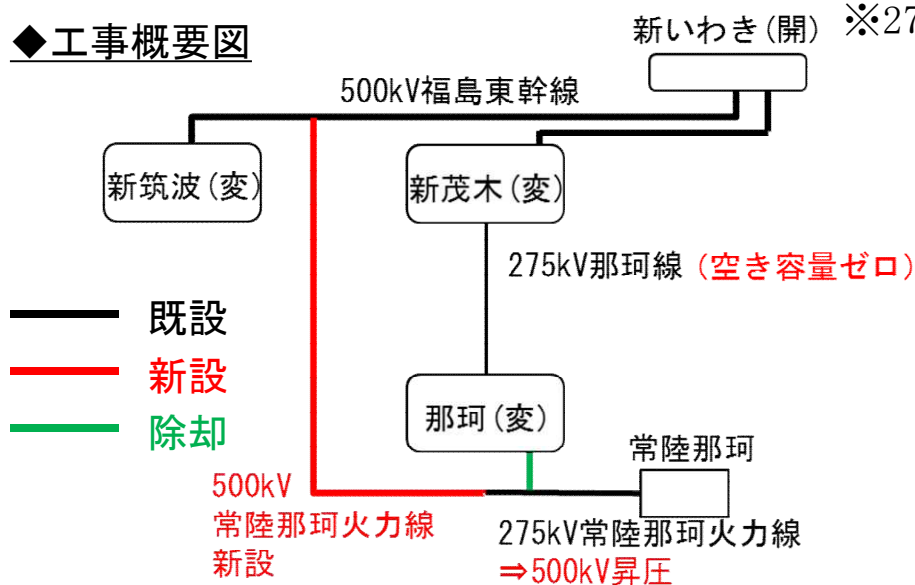 ◆工事概要図
新いわき(開)
※27
500kV福島東幹線
新筑波(変)
新茂木(変)
275kV那珂線 (空き容量ゼロ)
既設
新設
除却
那珂(変)
常陸那珂
500kV
常陸那珂火力線
新設
275kV常陸那珂火力線
⇒500kV昇圧